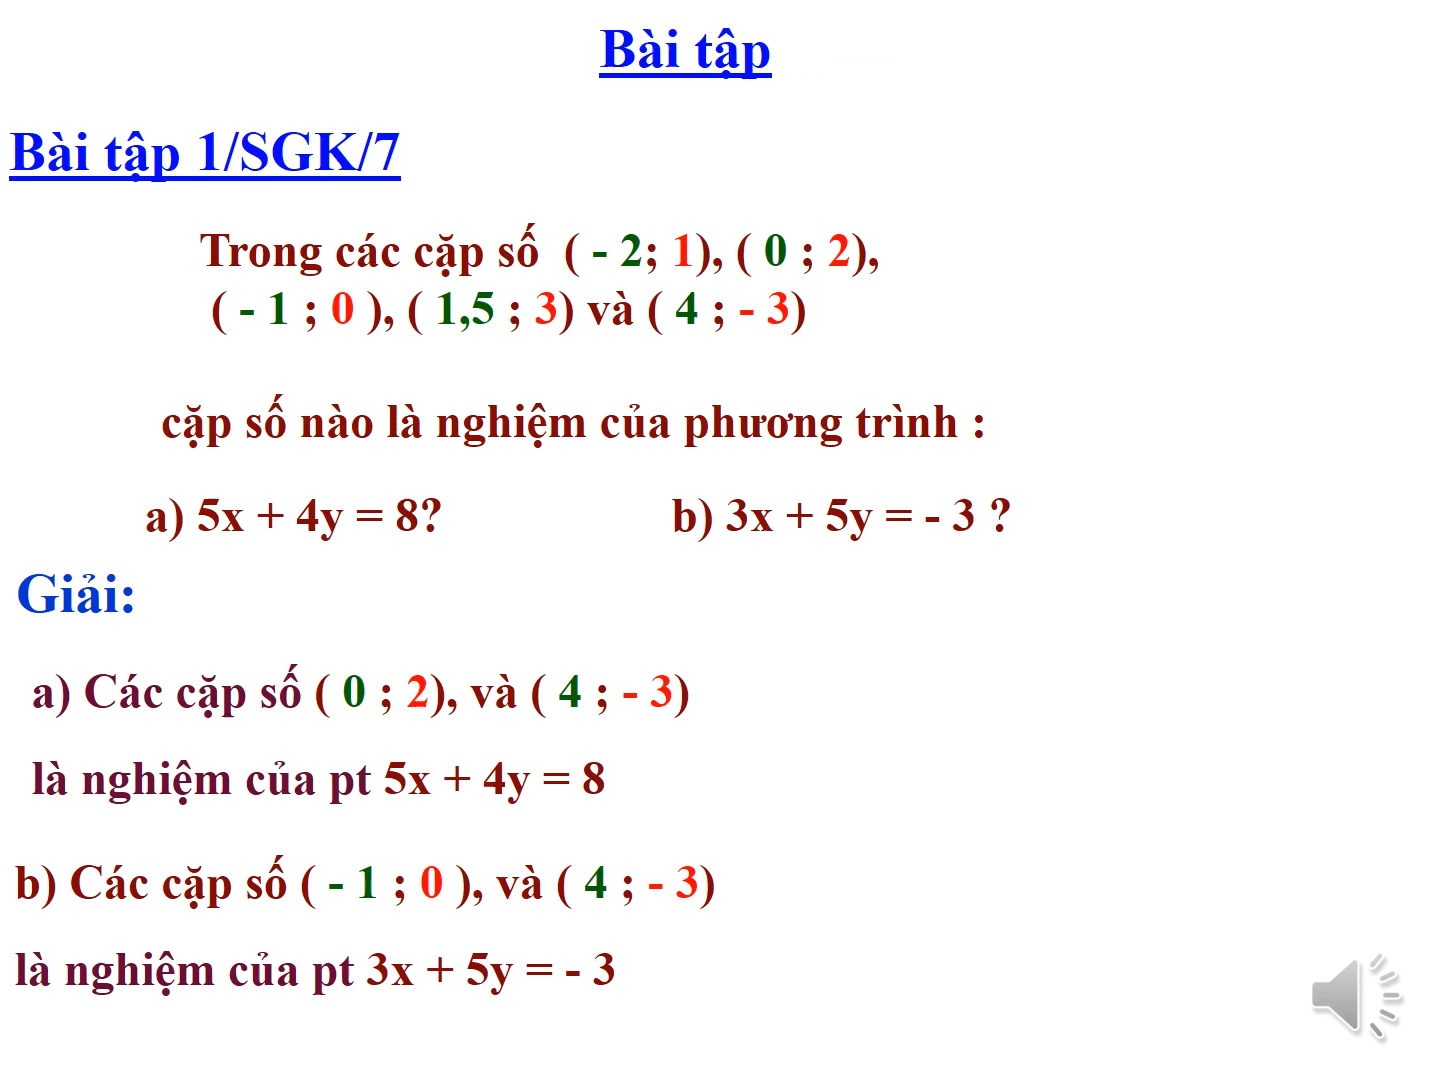 Bài tập
Bài tập 1/SGK/7
Trong các cặp số ( - 2; 1), ( 0 ; 2),
( - 1 ; 0 ), ( 1,5 ; 3) và ( 4 ; - 3)
cặp số nào là nghiệm của phương trình :
a) 5x + 4y = 8? b) 3x + 5y = - 3 ?
Giải:
a) Các cặp số ( 0 ; 2), và ( 4 ; - 3)
là nghiệm của pt 5x + 4y = 8
b) Các cặp số ( - 1 ; 0 ), và ( 4 ; - 3)
là nghiệm của pt 3x + 5y = - 3